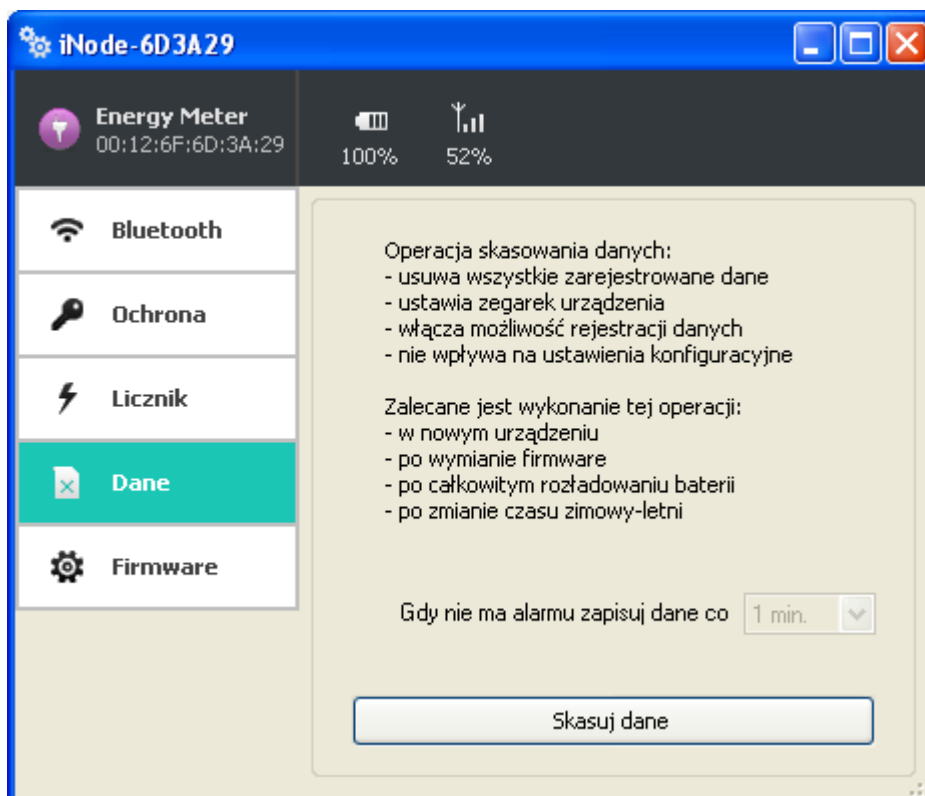 iNode-6D3A29
Energy Meter
00:12:6F:6D:3A:29
100%
52%
Bluetooth
Ochrona
Licznik
Dane
Firmware
Operacja skasowania danych:
- usuwa wszystkie zarejestrowane dane
- ustawia zegarek urządzenia
- włącza możliwość rejestracji danych
- nie wpływa na ustawienia konfiguracyjne
Zalecane jest wykonanie tej operacji:
- w nowym urządzeniu
- po wymianie firmware
- po całkowitym rozładowaniu baterii
- po zmianie czasu zimowy-letni
Gdy nie ma alarmu zapisuj dane co 1 min.
Skasuj dane